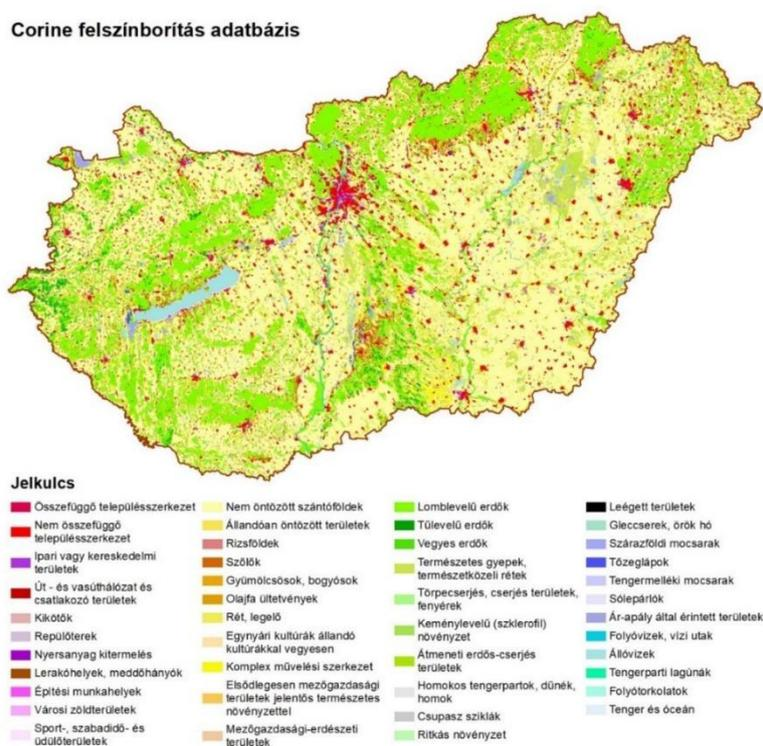 Corine felszínborítás adatbázis
Jelkulcs
Összefüggő településszerkezet
Nem összefüggő
településszerkezet
Ipari vagy kereskedelmi
területek
Út - és vasúthálózat és
csatlakozó területek
Kikötők
Repülőterek
Nyersanyag kitermelés
Lerakóhelyek, meddőhányók
Építési munkahelyek
Városi zöldterületek
Sport-, szabadidő- és
üdülőterületek
Nem öntözött szántóföldek
Állandóan öntözött területek
Rizsföldek
Szőlők
Gyümölcsösok, bogyósok
Olajfa ültetvények
Rét, legelő
Egynyári kultúrák állandó
kultúrákkal vegyesen
Komplex művelési szerkezet
Elsődlegesen mezőgazdasági
területek jelentős természetes
növényzettel
Mezőgazdasági-erdészeti
területek
Lomblevelű erdők
Tűlevelű erdők
Vegyes erdők
Természetes gyepek,
természetközeli rétek
Törpecserjés, cserjés területek,
fenyérek
Keménylevelű (szklerofil)
növényzet
Átmeneti erdős-cserjés
területek
Homokos tengerpartok, dűnék,
homok
Csupasz sziklák
Ritkás növényzet
Leégett területek
Gleccserek, örök hó
Szárazföldi mocsarak
Tőzeglápok
Tengermelléki mocsarak
Sólepárlók
Ár-apály által érintett területek
Folyóvizek, vízi utak
Állóvizek
Tengerparti lagúnák
Folyótorkolatok
Tenger és óceán